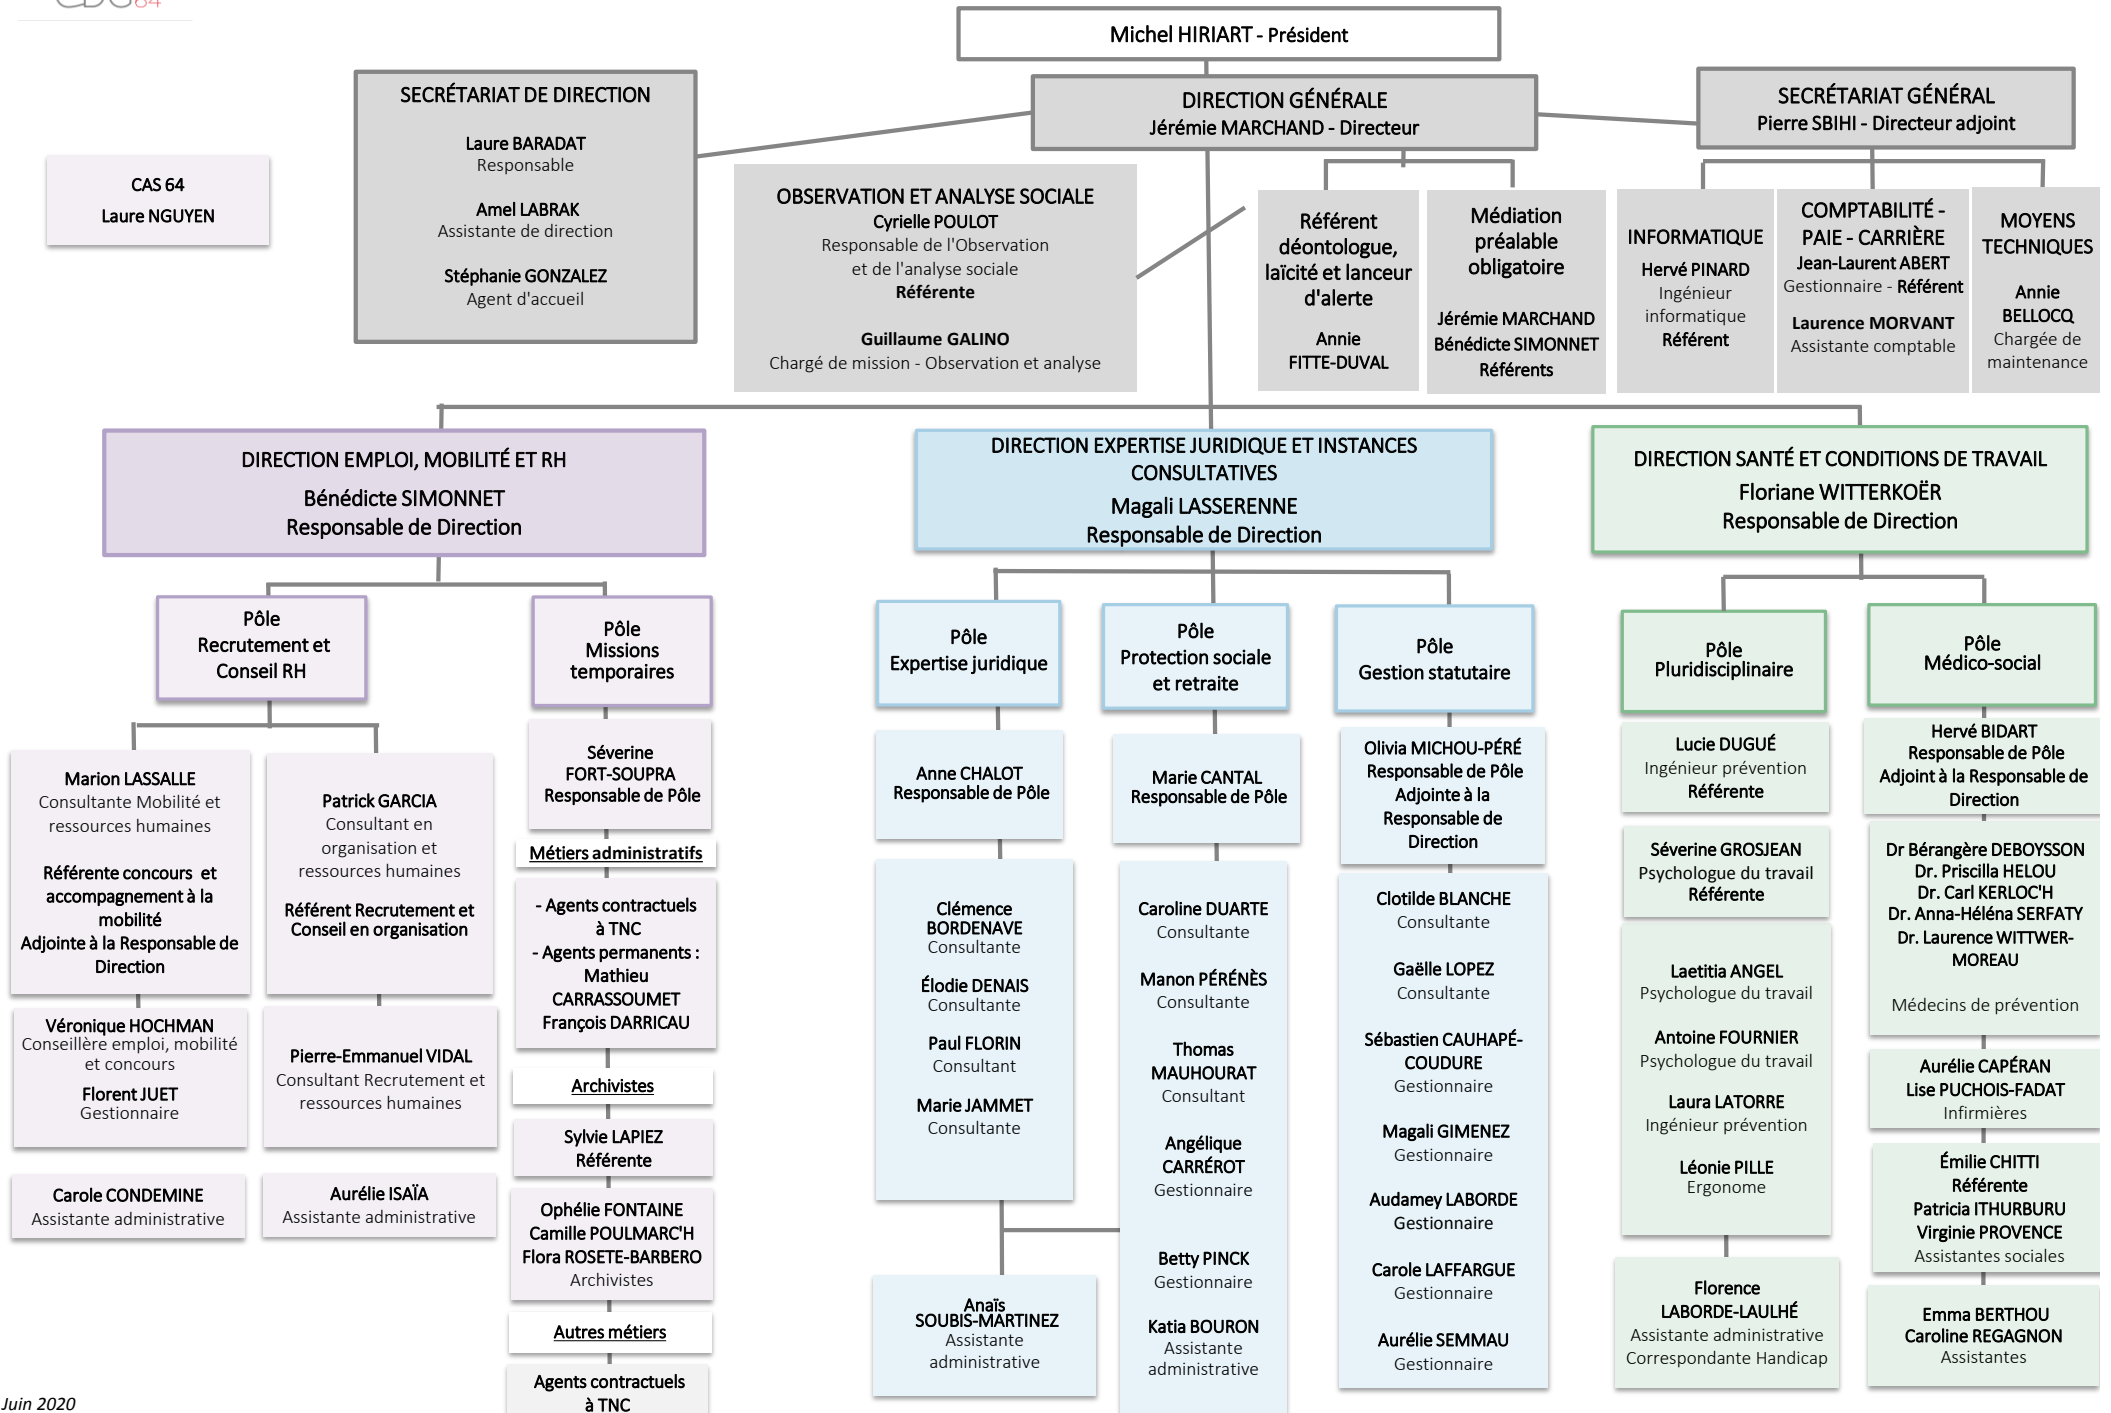 CDG64
Michel HIRIART - Président
SECRÉTARIAT DE DIRECTION
Laure BARADAT
Responsable
Amel LABRAK
Assistante de direction
Stéphanie GONZALEZ
Agent d'accueil
DIRECTION GÉNÉRALE
Jérémie MARCHAND - Directeur
SECRÉTARIAT GÉNÉRAL
Pierre SBIHI - Directeur adjoint
CAS 64
Laure NGUYEN
OBSERVATION ET ANALYSE SOCIALE
Cyrielle POULOT
Responsable de l'Observation
et de l'analyse sociale
Référente
Guillaume GALINO
Chargé de mission - Observation et analyse
Référent
déontologue,
laïcité et lanceur
d'alerte
Annie
FITTE-DUVAL
Médiation
préalable
obligatoire
Jérémie MARCHAND
Bénédicte SIMONNET
Référents
INFORMATIQUE
Hervé PINARD
Ingénieur
informatique
Référent
COMPTABILITÉ -
PAIE - CARRIÈRE
Jean-Laurent ABERT
Gestionnaire - Référent
Laurence MORVANT
Assistante comptable
MOYENS
TECHNIQUES
Annie
BELLOCQ
Chargée de
maintenance
DIRECTION EMPLOI, MOBILITÉ ET RH
Bénédicte SIMONNET
Responsable de Direction
DIRECTION EXPERTISE JURIDIQUE ET INSTANCES
CONSULTATIVES
Magali LASSERENNE
Responsable de Direction
DIRECTION SANTÉ ET CONDITIONS DE TRAVAIL
Floriane WITTERKOËR
Responsable de Direction
Pôle
Recrutement et
Conseil RH
Marion LASSALLE
Consultante Mobilité et
ressources humaines
Référente concours et
accompagnement à la
mobilité
Adjointe à la Responsable de
Direction
Véronique HOCHMAN
Conseillère emploi, mobilité
et concours
Florent JUET
Gestionnaire
Carole CONDEMINE
Assistante administrative
Patrick GARCIA
Consultant en
organisation et
ressources humaines
Référent Recrutement et
Conseil en organisation
Pierre-Emmanuel VIDAL
Consultant Recrutement et
ressources humaines
Aurélie ISAÏA
Assistante administrative
Pôle
Missions
temporaires
Séverine
FORT-SOUPRA
Responsable de Pôle
Métiers administratifs
- Agents contractuels
à TNC
- Agents permanents :
Mathieu
CARRASSOUMET
François DARRICAU
Archivistes
Sylvie LAPIEZ
Référente
Ophélie FONTAINE
Camille POULMARC'H
Flora ROSETE-BARBERO
Archivistes
Autres métiers
Agents contractuels
à TNC
Pôle
Expertise juridique
Anne CHALOT
Responsable de Pôle
Clémence
BORDENAVE
Consultante
Élodie DENAIS
Consultante
Paul FLORIN
Consultant
Marie JAMMET
Consultante
Anaïs
SOUBIS-MARTINEZ
Assistante
administrative
Pôle
Protection sociale
et retraite
Marie CANTAL
Responsable de Pôle
Caroline DUARTE
Consultante
Manon PÉRÉNÈS
Consultante
Thomas
MAUHOURAT
Consultant
Angélique
CARRÉROT
Gestionnaire
Betty PINCK
Gestionnaire
Katia BOURON
Assistante
administrative
Pôle
Gestion statutaire
Olivia MICHOU-PÉRÉ
Responsable de Pôle
Adjointe à la
Responsable de
Direction
Clotilde BLANCHE
Consultante
Gaëlle LOPEZ
Consultante
Sébastien CAUHAPÉ-
COUDURE
Gestionnaire
Magali GIMENEZ
Gestionnaire
Audamey LABORDE
Gestionnaire
Carole LAFFARGUE
Gestionnaire
Aurélie SEMMAU
Gestionnaire
Pôle
Pluridisciplinaire
Lucie DUGUÉ
Ingénieur prévention
Référente
Séverine GROSJEAN
Psychologue du travail
Référente
Laetitia ANGEL
Psychologue du travail
Antoine FOURNIER
Psychologue du travail
Laura LATORRE
Ingénieur prévention
Léonie PILLE
Ergonome
Florence
LABORDE-LAULHÉ
Assistante administrative
Correspondante Handicap
Pôle
Médico-social
Hervé BIDART
Responsable de Pôle
Adjoint à la Responsable de
Direction
Dr Bérangère DEBOYSSON
Dr. Priscilla HELOU
Dr. Carl KERLOC'H
Dr. Anna-Héléna SERFATY
Dr. Laurence WITTWER-
MOREAU
Médecins de prévention
Aurélie CAPÉRAN
Lise PUCHOIS-FADAT
Infirmières
Émilie CHITTI
Référente
Patricia ITHURBURU
Virginie PROVENCE
Assistantes sociales
Emma BERTHOU
Caroline REGAGNON
Assistantes
Juin 2020